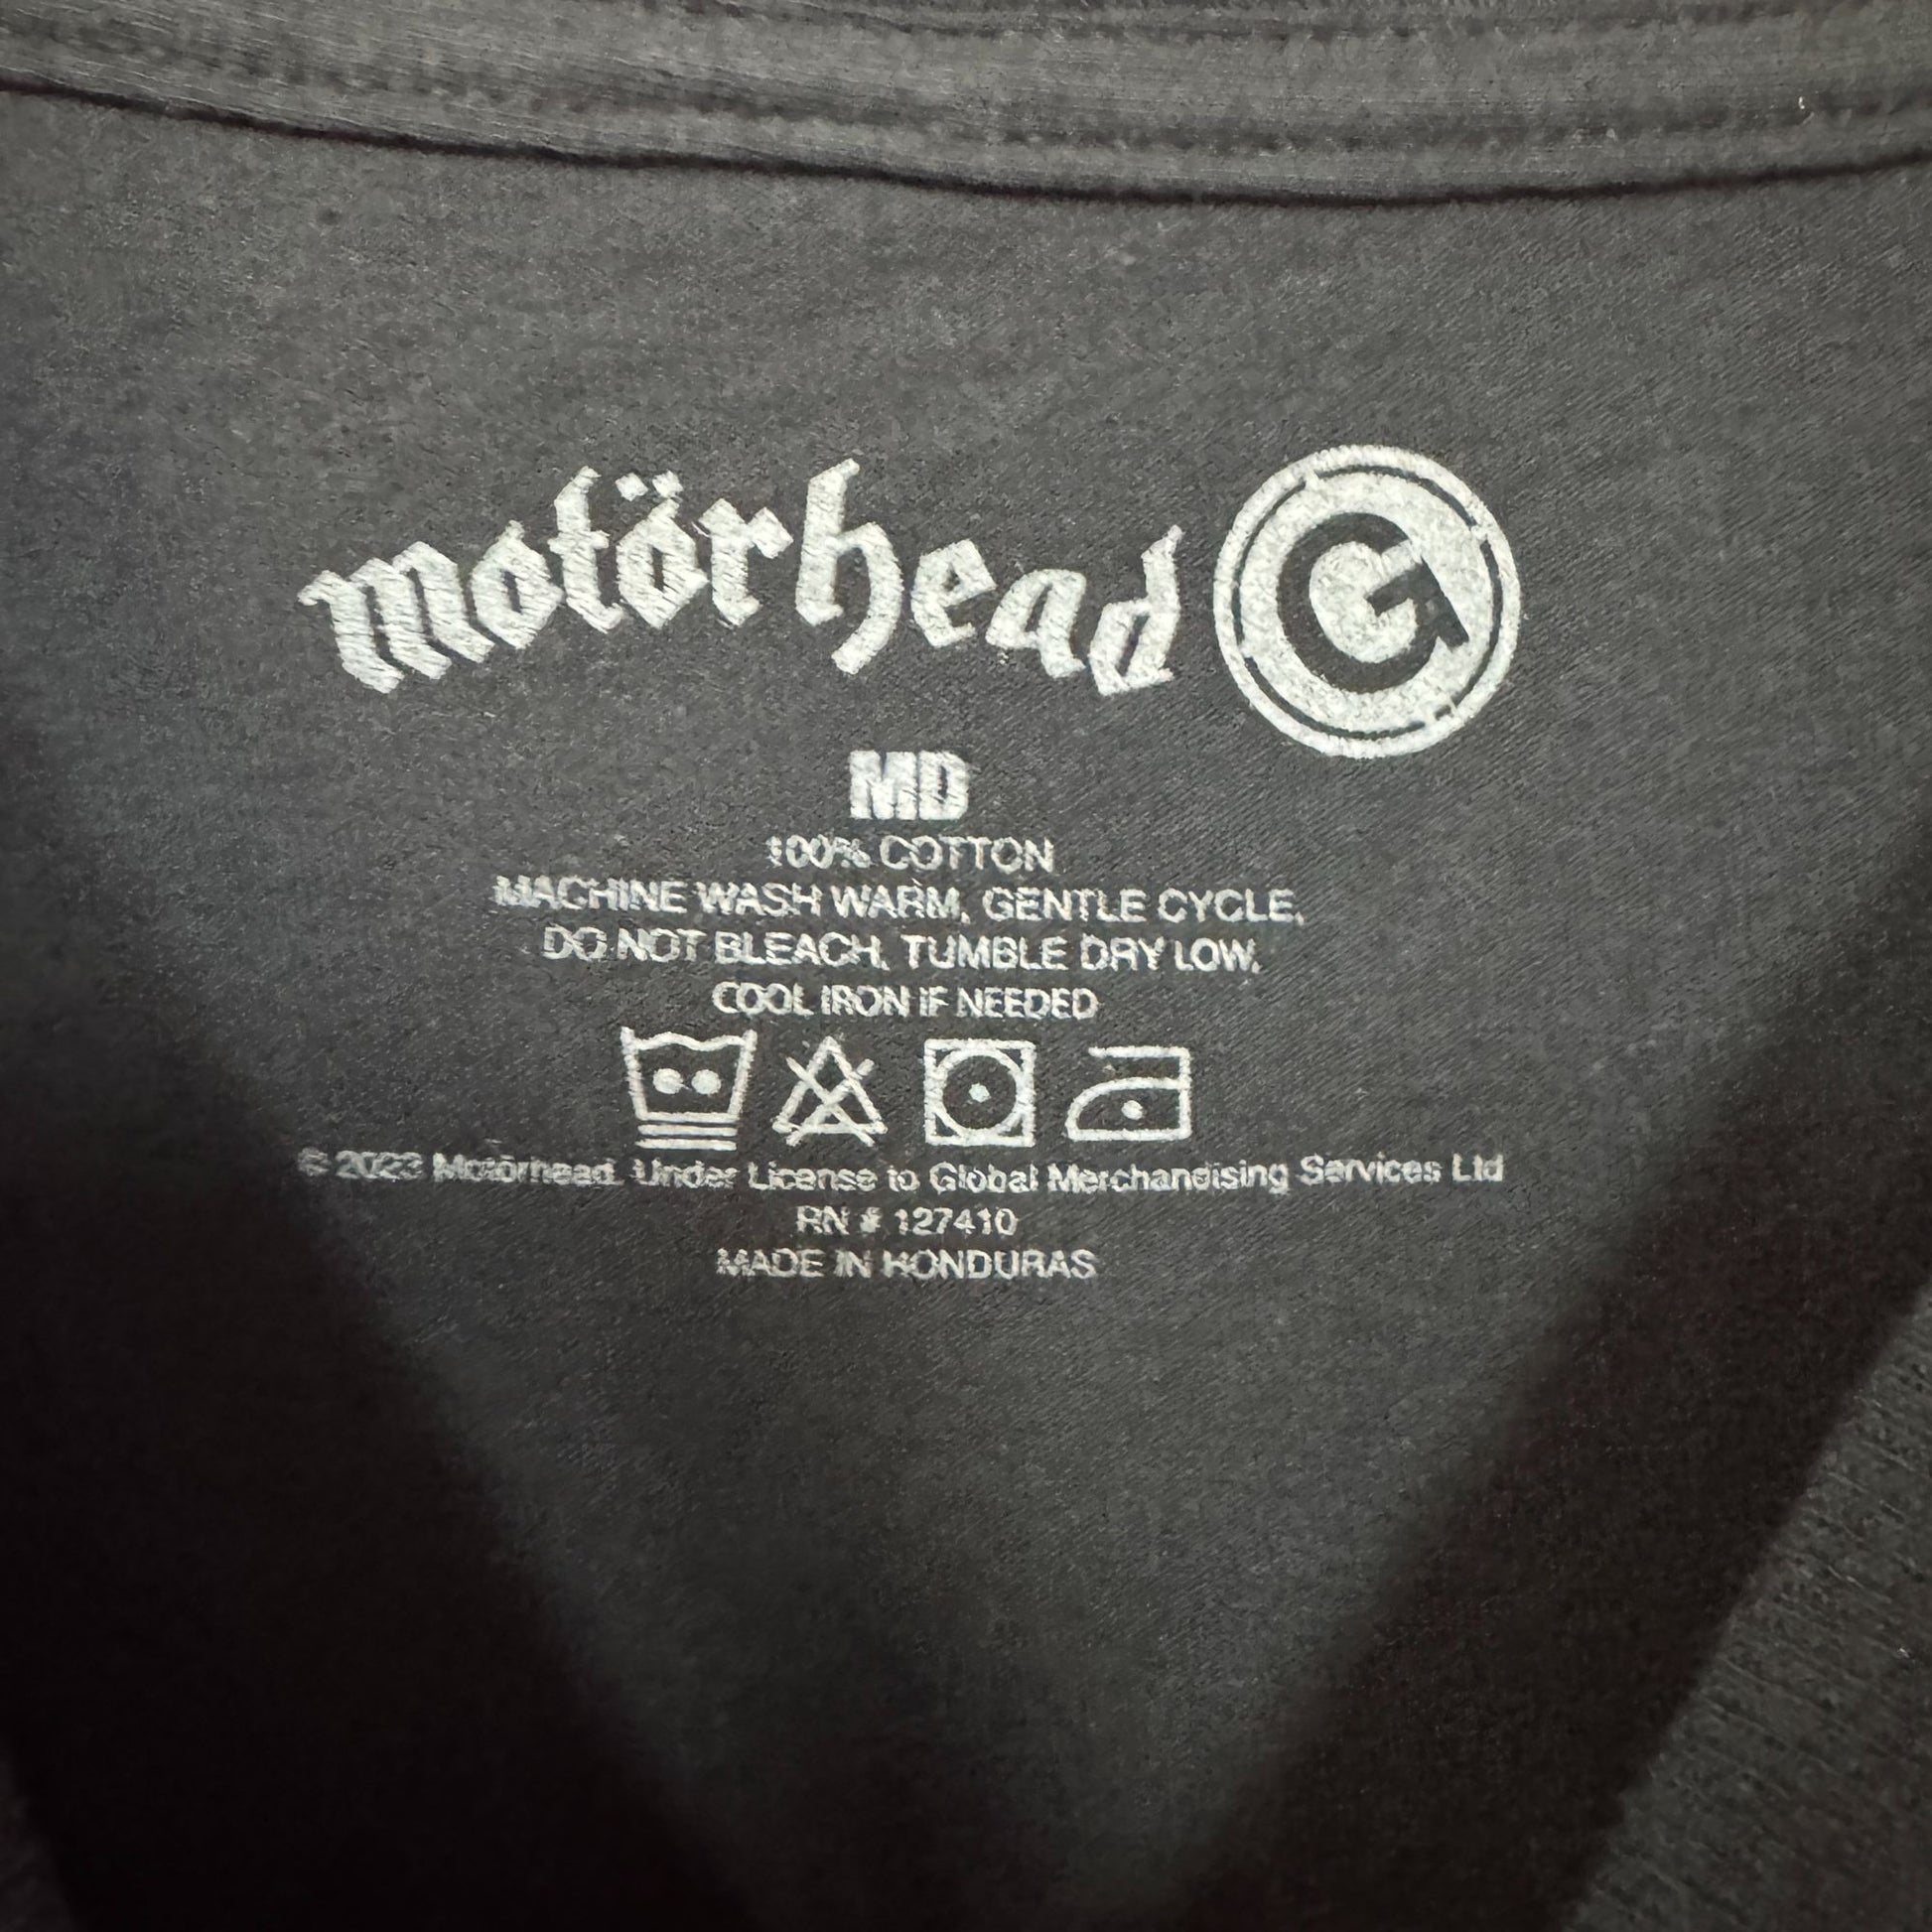 motörhead
G
MD
100% COTTON
MACHINE WASH WARM, GENTLE CYCLE,
DO NOT BLEACH, TUMBLE DRY LOW,
COOL IRON IF NEEDED
© 2023 Motörhead. Under License to Global Merchandising Services Ltd
RN # 127410
MADE IN HONDURAS